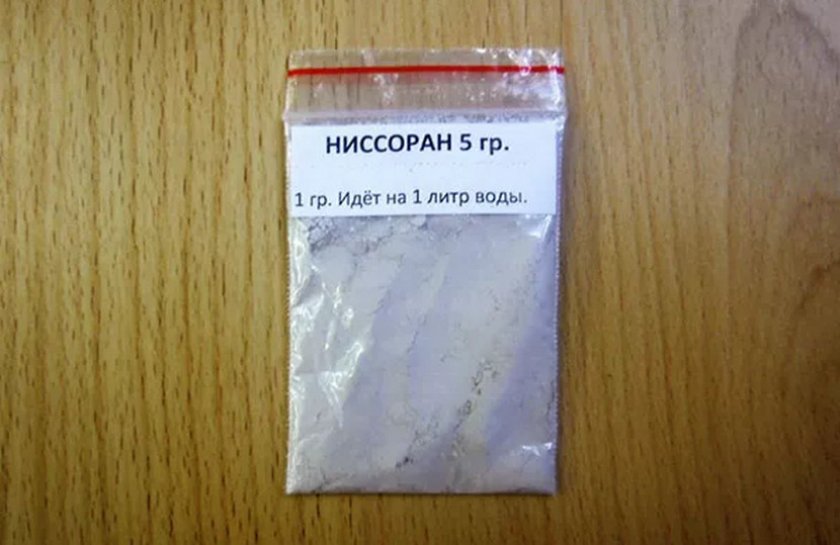 НИССОРАН 5 гр.
1 гр. Идёт на 1 литр воды.